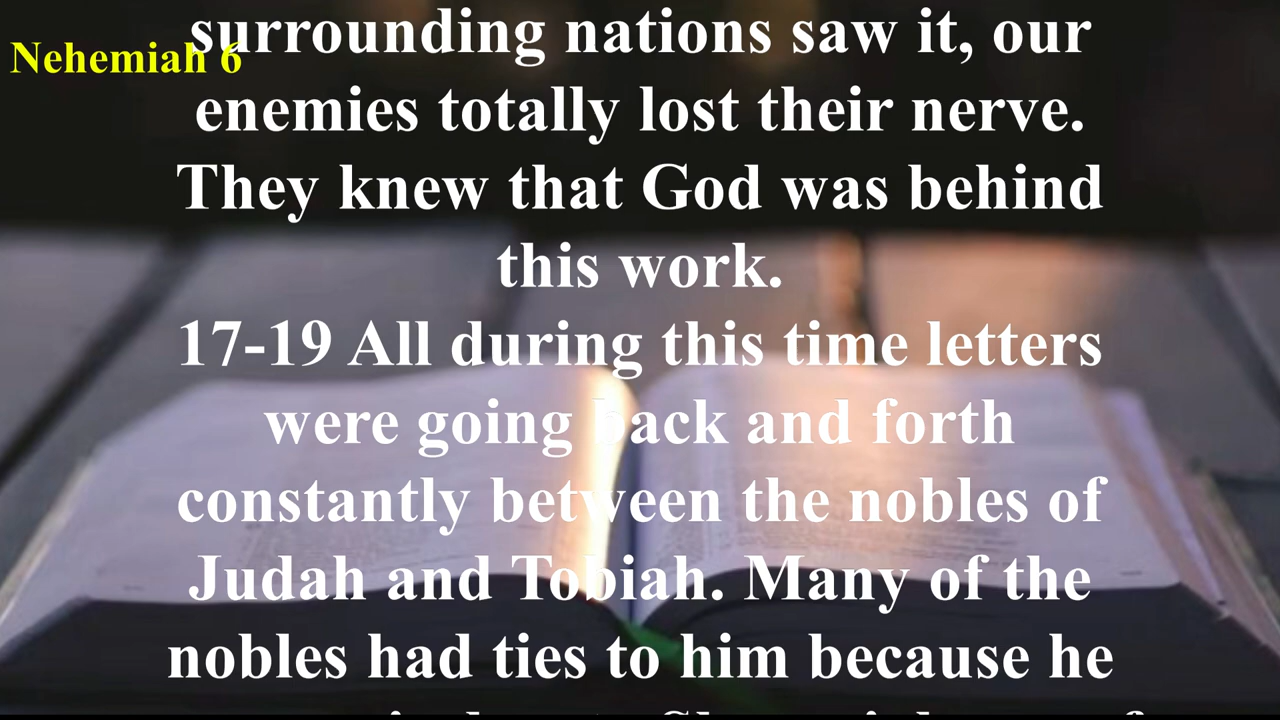 Nehemiah 6
surrounding nations saw it, our
enemies totally lost their nerve.
They knew that God was behind
this work.
17-19 All during this time letters
were going back and forth
constantly between the nobles of
Judah and Tobiah. Many of the
nobles had ties to him because he